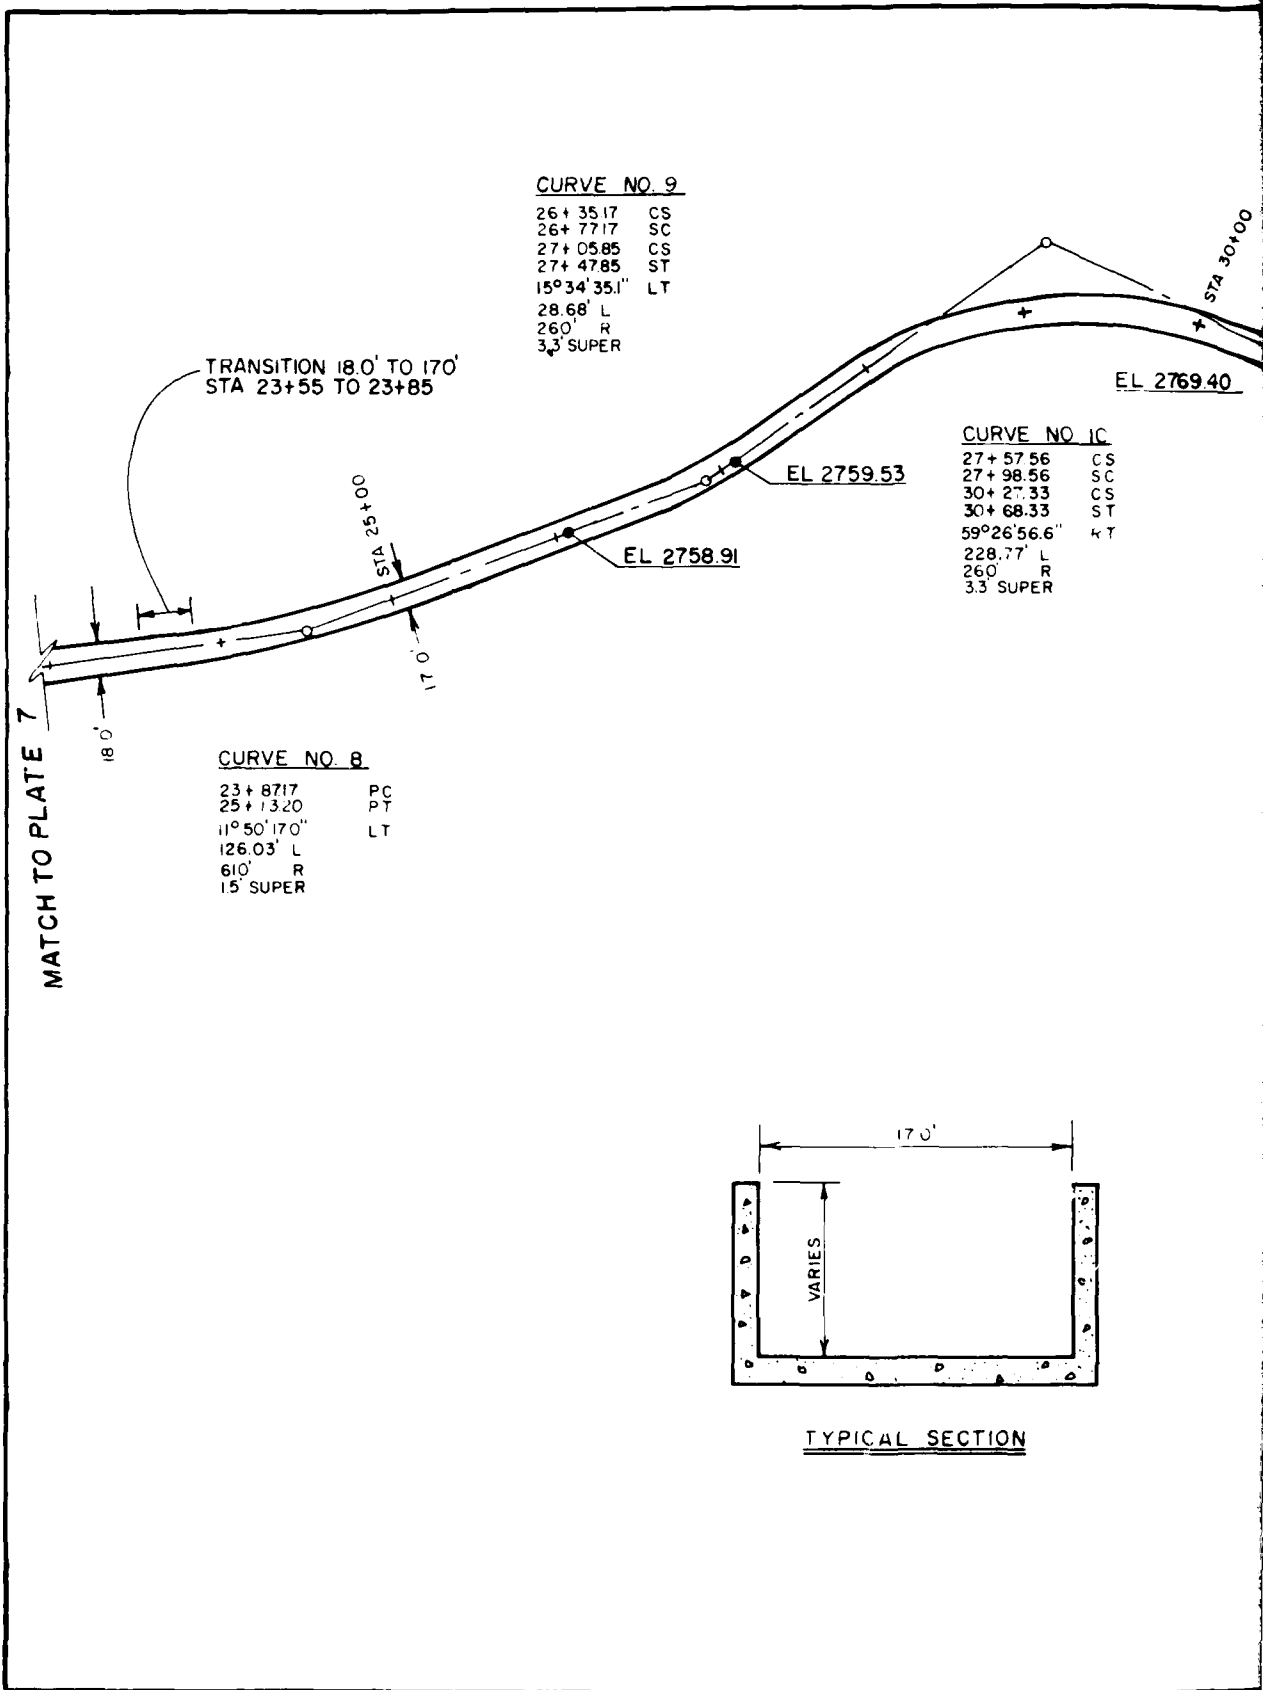 CURVE NO. 9
26+35.17 CS
26+77.17 SC
27+05.85 CS
27+47.85 ST
15°34'35.1" LT
28.68' L
260' R
3.3' SUPER
STA 30+00
TRANSITION 18.0' TO 17.0'
STA 23+55 TO 23+85
EL 2769.40
CURVE NO. 10
27+57.56 CS
27+98.56 SC
30+27.33 CS
30+68.33 ST
59°26'56.6" RT
228.77' L
260' R
3.3' SUPER
EL 2759.53
STA 25+00
EL 2758.91
17.0'
18.0'
MATCH TO PLATE 7
CURVE NO. 8
23+87.17 PC
25+13.20 PT
11°50'17.0" LT
126.03' L
610' R
1.5' SUPER
17.0'
VARIES
TYPICAL SECTION